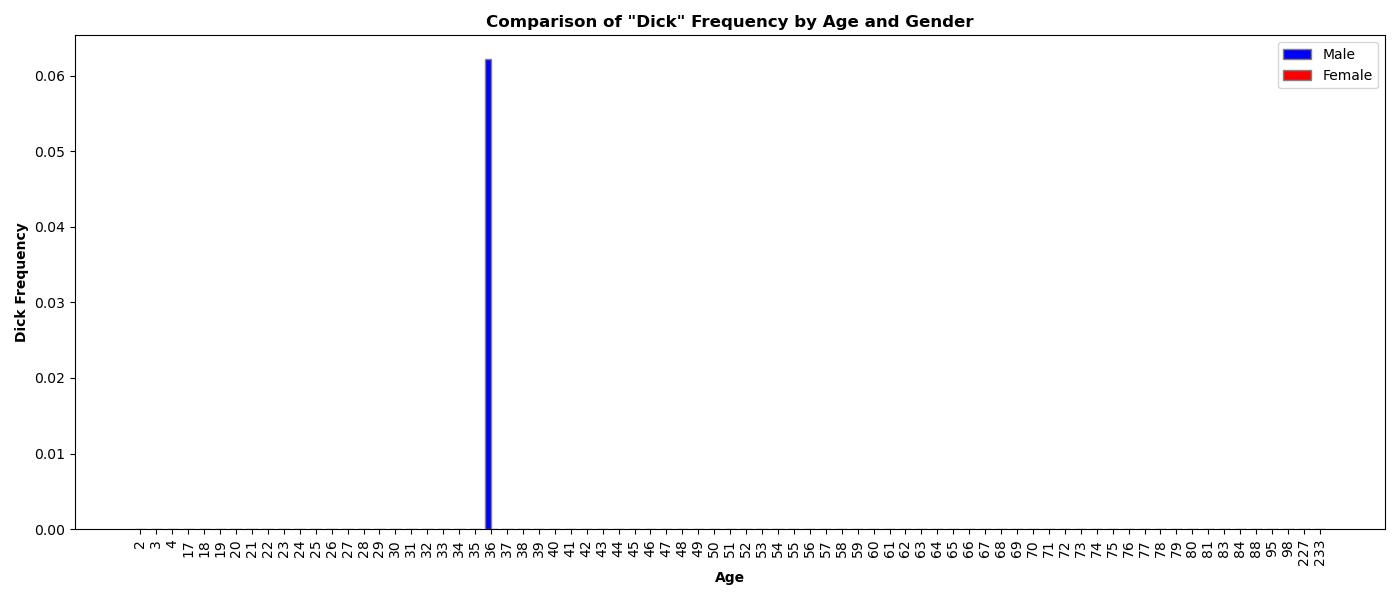 Comparison of "Dick" Frequency by Age and Gender
Male
Female
Dick Frequency
0.06
0.05
0.04
0.03
0.02
0.01
0.00
2 3 4 17 18 19 20 21 22 23 24 25 26 27 28 29 30 31 32 33 34 35 36 37 38 39 40 41 42 43 44 45 46 47 48 49 50 51 52 53 54 55 56 57 58 59 60 61 62 63 64 65 66 67 68 69 70 71 72 73 74 75 76 77 78 79 80 81 83 84 88 95 98 227 233
Age